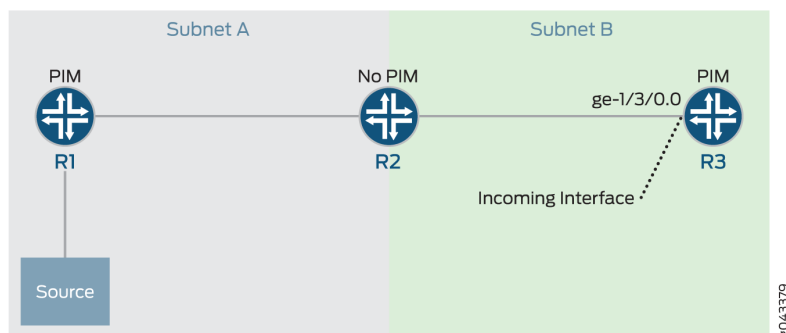 Subnet A
Subnet B
PIM
No PIM
PIM
ge-1/3/0.0
R1
R2
R3
Incoming Interface
Source
g043379